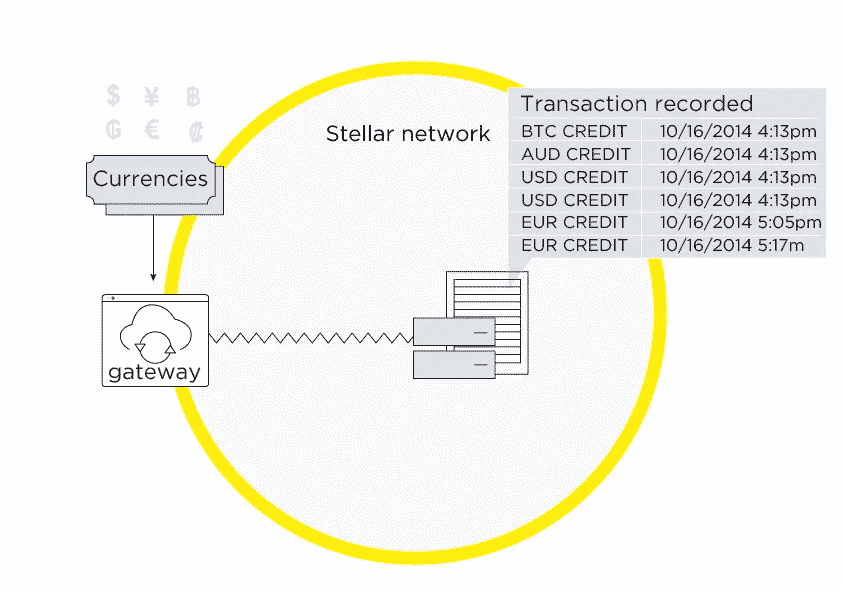 $ ¥ B
₲ € ₡
Currencies
gateway
Stellar network
Transaction recorded
BTC CREDIT 10/16/2014 4:13pm
AUD CREDIT 10/16/2014 4:13pm
USD CREDIT 10/16/2014 4:13pm
USD CREDIT 10/16/2014 4:13pm
EUR CREDIT 10/16/2014 5:05pm
EUR CREDIT 10/16/2014 5:17m